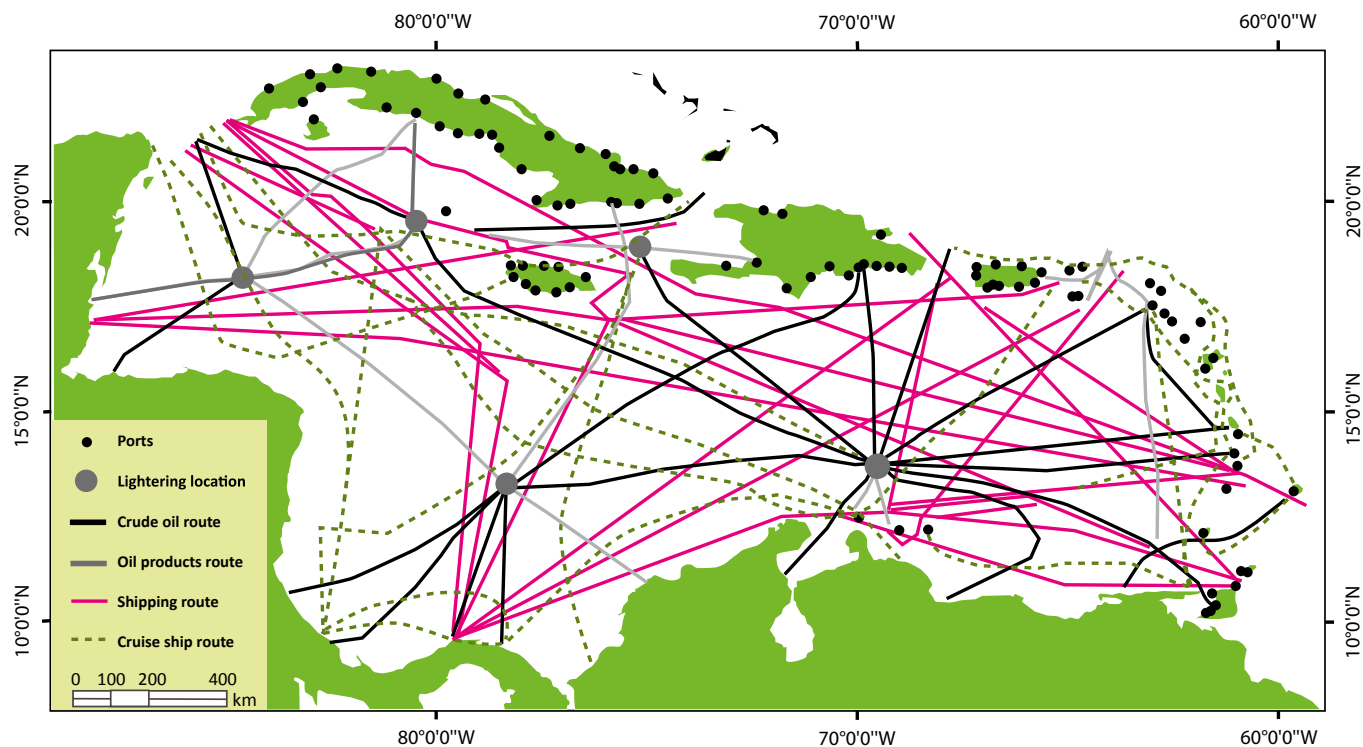 80°0'0"W
70°0'0"W
60°0'0"W
20°0'0"N
20°0'0"N
15°0'0"N
15°0'0"N
10°0'0"N
10°0'0"N
Ports
Lightering location
Crude oil route
Oil products route
Shipping route
Cruise ship route
0 100 200 400
km
80°0'0"W
70°0'0"W
60°0'0"W